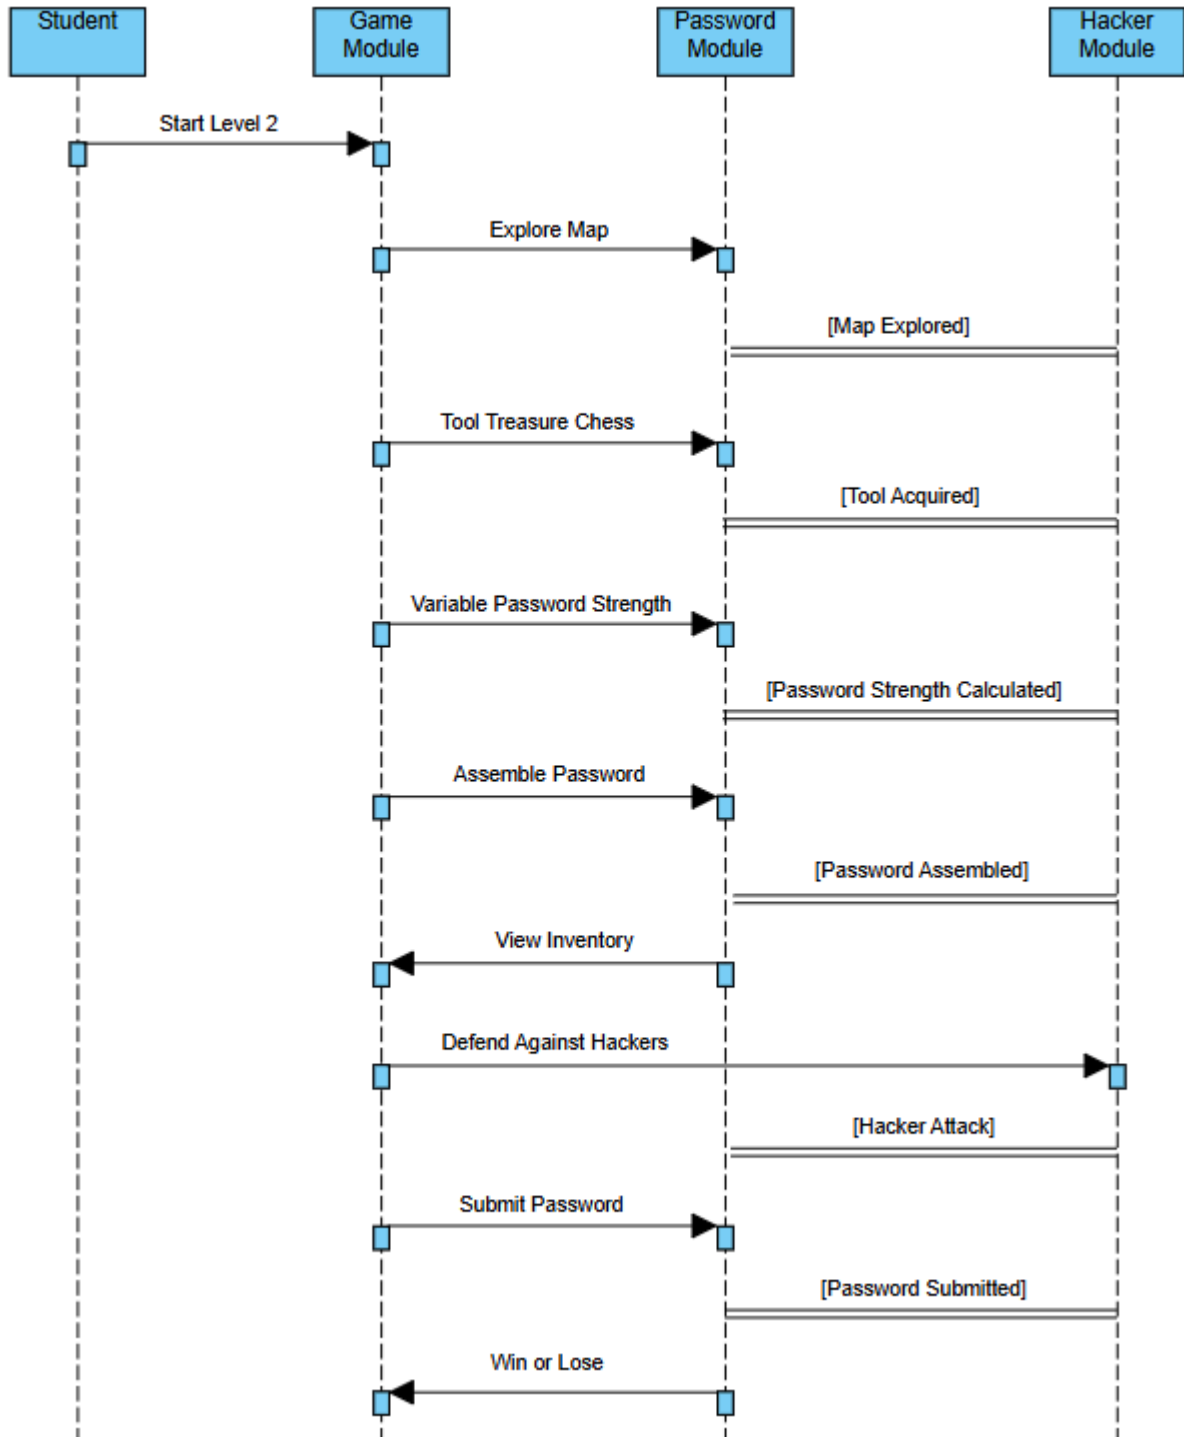 Student
Game
Module
Password
Module
Hacker
Module
Start Level 2
Explore Map
[Map Explored]
Tool Treasure Chess
[Tool Acquired]
Variable Password Strength
[Password Strength Calculated]
Assemble Password
[Password Assembled]
View Inventory
Defend Against Hackers
[Hacker Attack]
Submit Password
[Password Submitted]
Win or Lose